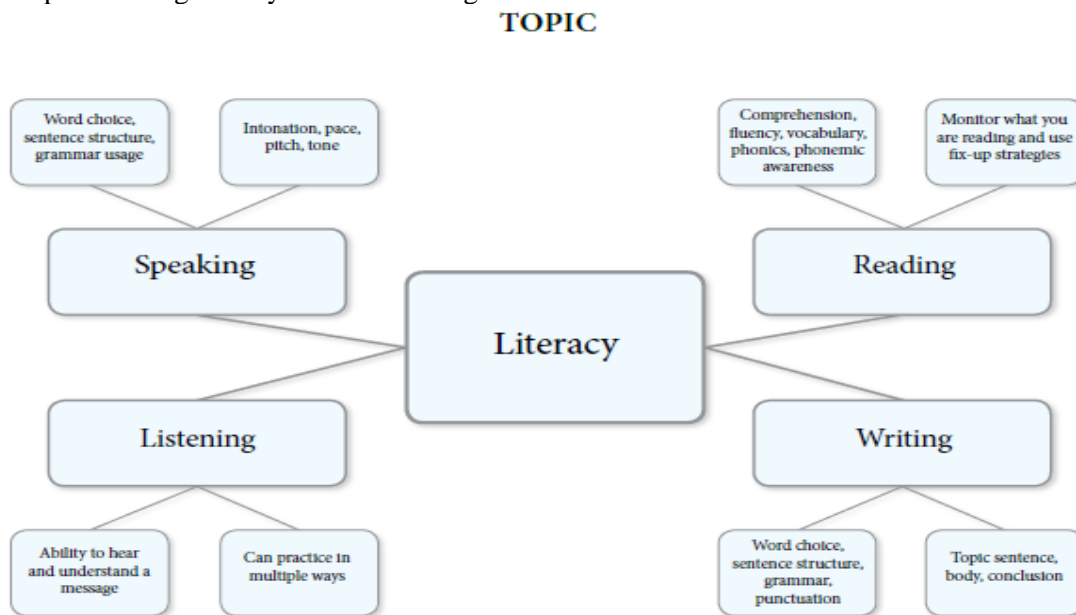 TOPIC
Word choice,
sentence structure,
grammar usage
Intonation, pace,
pitch, tone
Comprehension,
fluency, vocabulary,
phonics, phonemic
awareness
Monitor what you
are reading and use
fix-up strategies
Speaking
Reading
Literacy
Listening
Writing
Ability to hear
and understand a
message
Can practice in
multiple ways
Word choice,
sentence structure,
grammar,
punctuation
Topic sentence,
body, conclusion